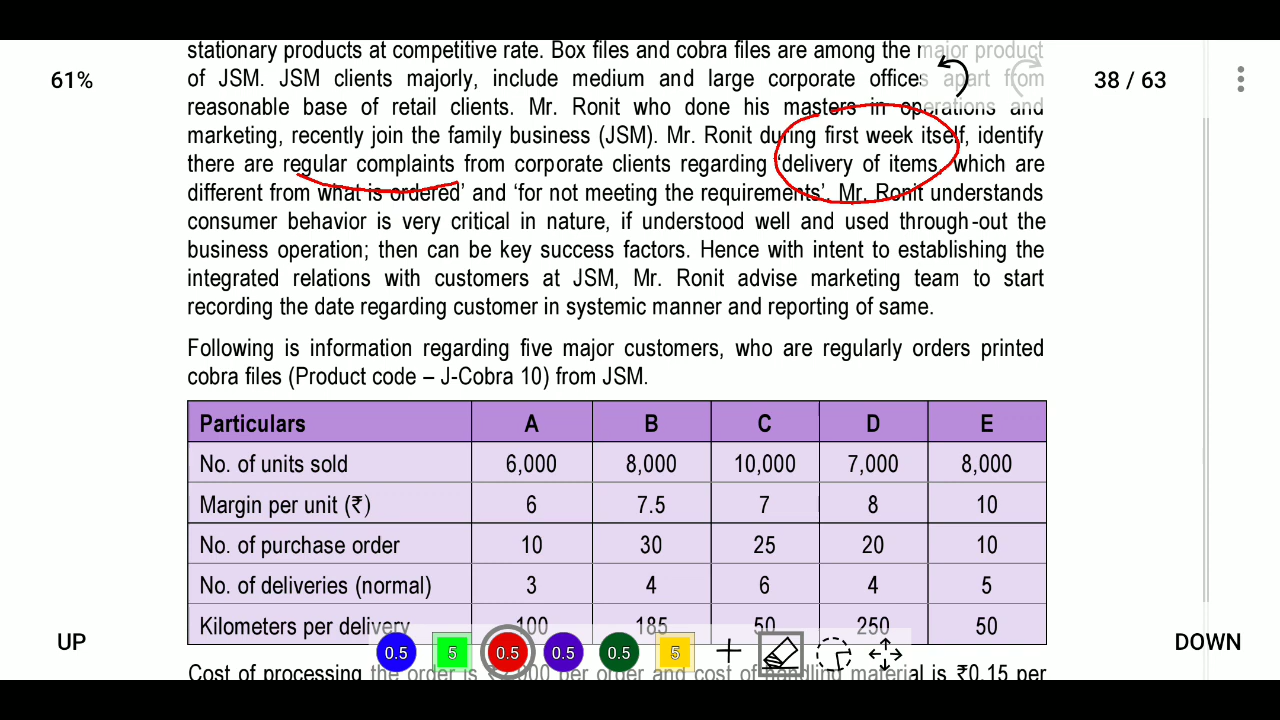 stationary products at competitive rate. Box files and cobra files are among the major product
61%
38 / 63
of JSM. JSM clients majorly, include medium and large corporate offices apart from
reasonable base of retail clients. Mr. Ronit who done his masters in operations and
marketing, recently join the family business (JSM). Mr. Ronit during first week itself, identify
there are regular complaints from corporate clients regarding ‘delivery of items, which are
different from what is ordered’ and ‘for not meeting the requirements’. Mr. Ronit understands
consumer behavior is very critical in nature, if understood well and used through-out the
business operation; then can be key success factors. Hence with intent to establishing the
integrated relations with customers at JSM, Mr. Ronit advise marketing team to start
recording the date regarding customer in systemic manner and reporting of same.
Following is information regarding five major customers, who are regularly orders printed
cobra files (Product code – J-Cobra 10) from JSM.
Particulars A B C D E
No. of units sold 6,000 8,000 10,000 7,000 8,000
Margin per unit (₹) 6 7.5 7 8 10
No. of purchase order 10 30 25 20 10
No. of deliveries (normal) 3 4 6 4 5
Kilometers per delivery 100 185 50 250 50
UP
DOWN
0.5 5 0.5 0.5 0.5 5
Cost of processing the order is per order and cost of handling material is ₹0.15 per